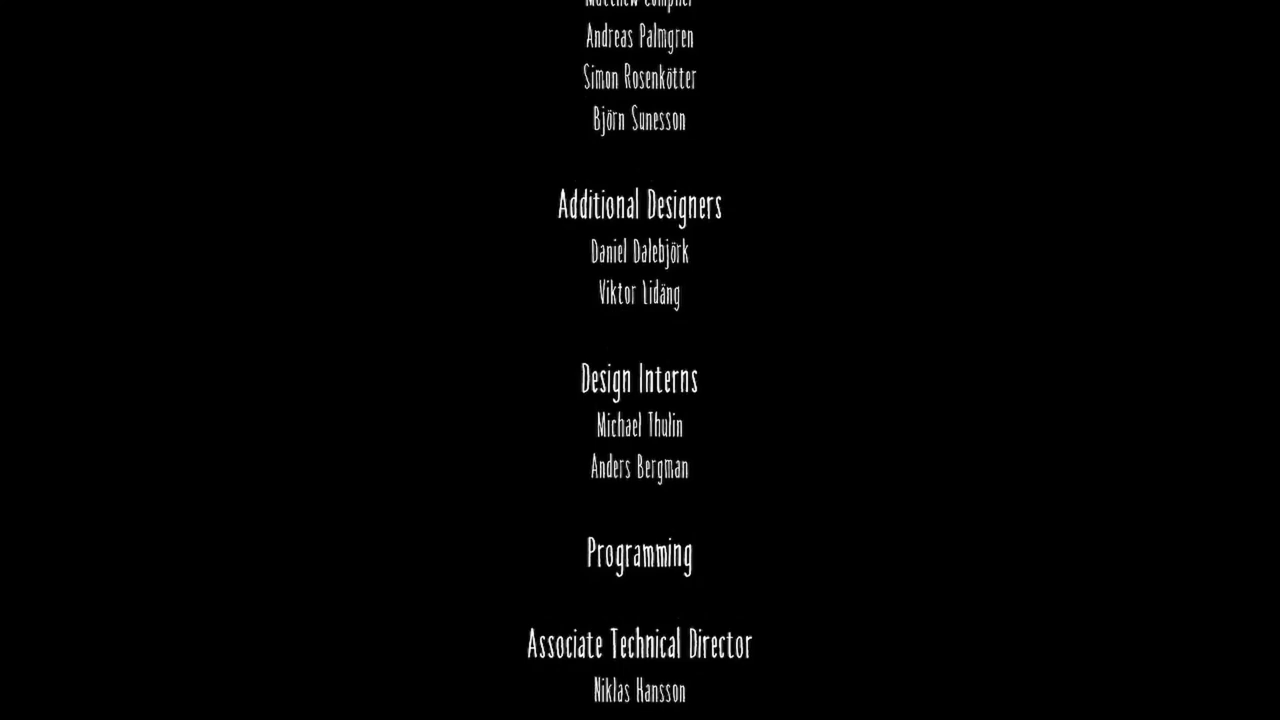 Andreas Palmgren
Simon Rosenkötter
Björn Sunesson
Additional Designers
Daniel Dalebjörk
Viktor Lidäng
Design Interns
Michael Thulin
Anders Bergman
Programming
Associate Technical Director
Niklas Hansson